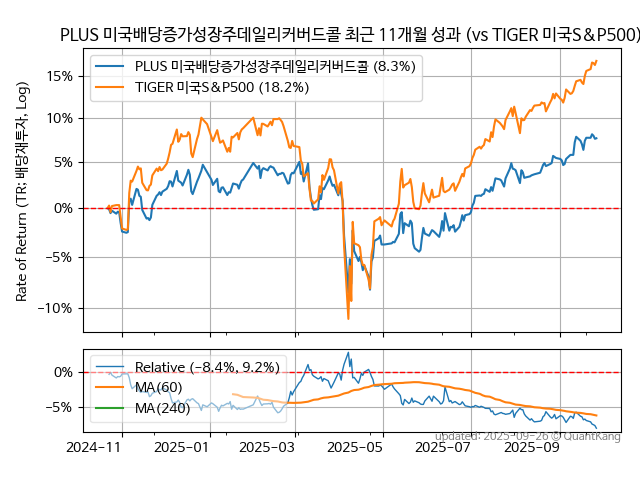 PLUS 미국배당증가성장주데일리커버드콜 최근 11개월 성과 (vs TIGER 미국S&P500)
Rate of Return (TR: 배당재투자, Log)
PLUS 미국배당증가성장주데일리커버드콜 (8.3%)
TIGER 미국S&P500 (18.2%)
15%
10%
5%
0%
−5%
−10%
Relative (−8.4%, 9.2%)
MA(60)
MA(240)
0%
−5%
2024−11
2025−01
2025−03
2025−05
2025−07
2025−09
updated: 2025-09-26 © QuantKang